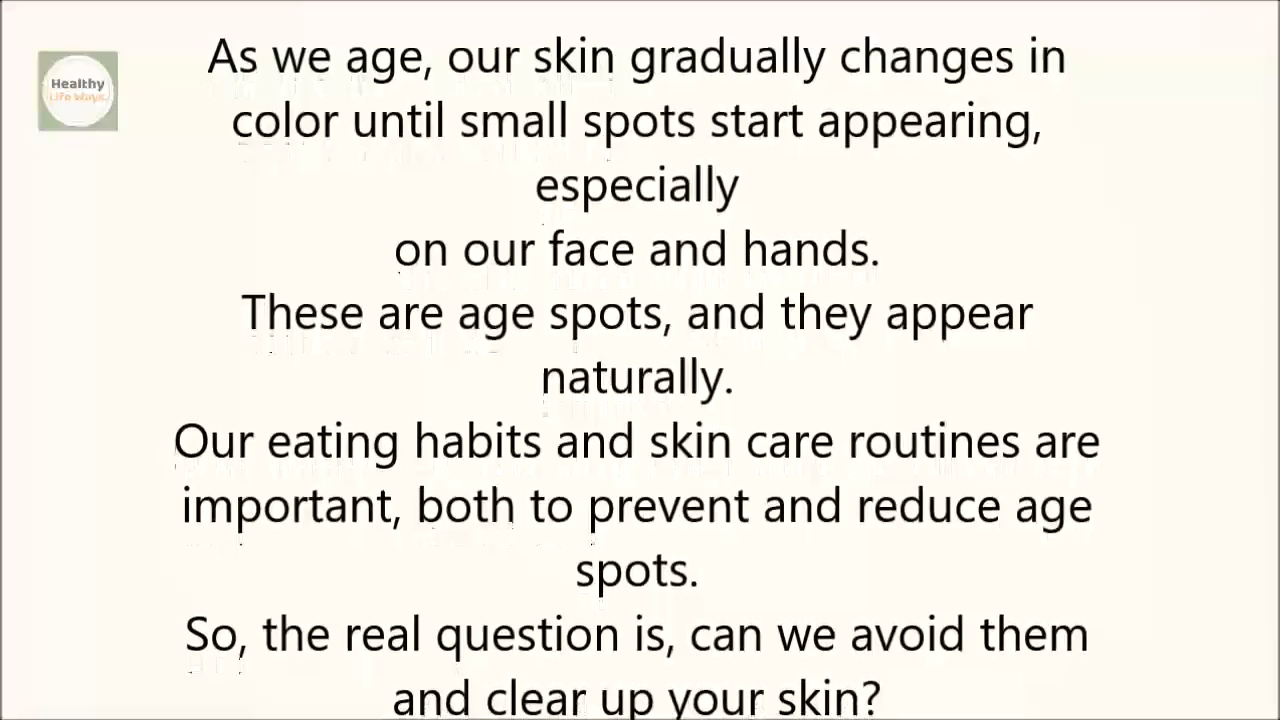 Healthy
Life Ways
As we age, our skin gradually changes in
color until small spots start appearing,
especially
on our face and hands.
These are age spots, and they appear
naturally.
Our eating habits and skin care routines are
important, both to prevent and reduce age
spots.
So, the real question is, can we avoid them
and clear up your skin?